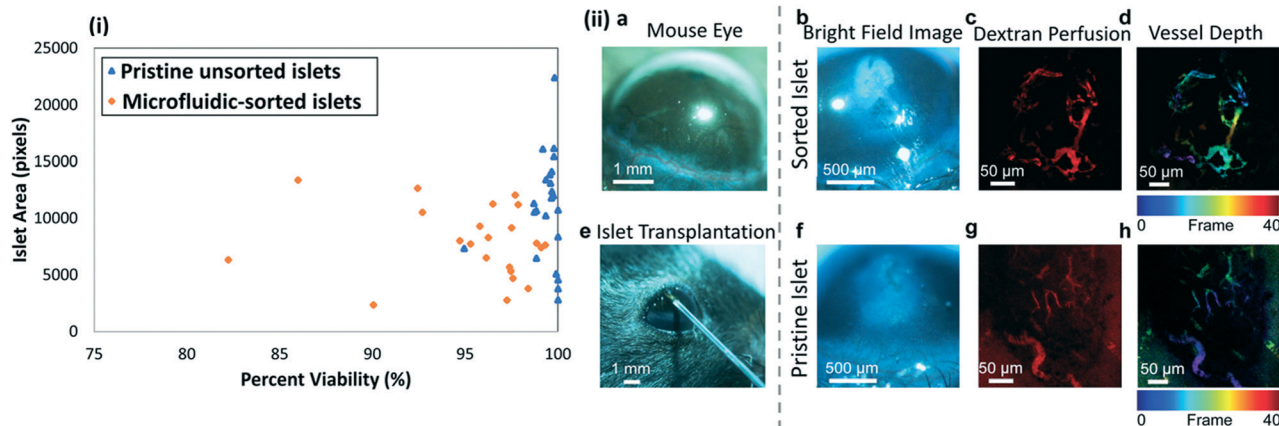 (i)
25000
20000
15000
10000
5000
0
Islet Area (pixels)
Pristine unsorted islets
Microfluidic-sorted islets
75 80 85 90 95 100
Percent Viability (%)
(ii) a b c d
Mouse Eye
Bright Field Image
Dextran Perfusion
Vessel Depth
Sorted Islet
1 mm
500 µm
50 µm
50 µm
0 Frame 40
e Islet Transplantation
f g h
Pristine Islet
1 mm
500 µm
50 µm
50 µm
0 Frame 40